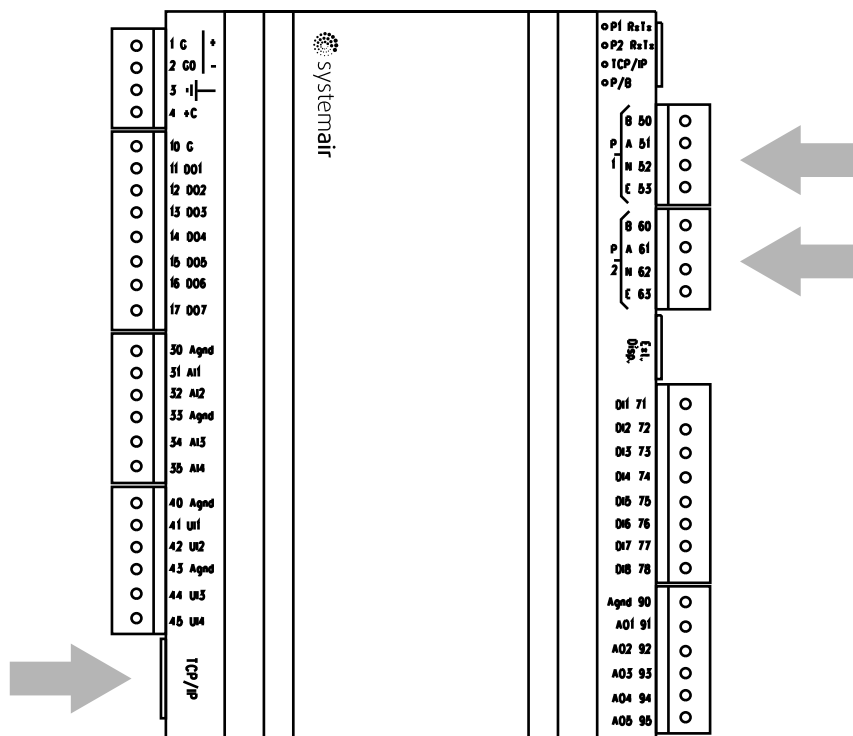 1 G +
2 G0 -
3
4 +C
10 G
11 DO1
12 DO2
13 DO3
14 DO4
15 DO5
16 DO6
17 DO7
30 Agnd
31 AI1
32 AI2
33 Agnd
34 AI3
35 AI4
40 Agnd
41 UI1
42 UI2
43 Agnd
44 UI3
45 UI4
TCP/IP
systemair
P1 RxTx
P2 RxTx
TCP/IP
P/B
P1
B 50
A 51
N 52
E 53
P2
B 60
A 61
N 62
E 63
Ext.
Disp.
DI1 71
DI2 72
DI3 73
DI4 74
DI5 75
DI6 76
DI7 77
DI8 78
Agnd 90
AO1 91
AO2 92
AO3 93
AO4 94
AO5 95